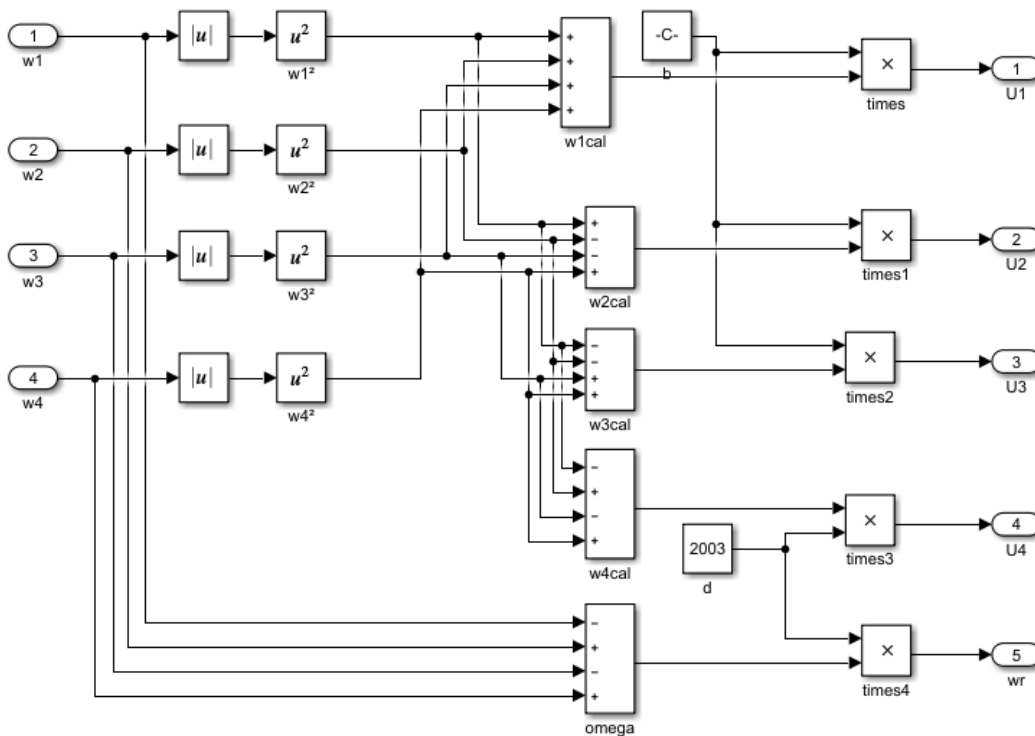 1
w1
|u|
u²
w1²
+
+
+
+
w1cal
-C-
b
×
times
1
U1
2
w2
|u|
u²
w2²
3
w3
|u|
u²
w3²
+
−
−
+
w2cal
×
times1
2
U2
4
w4
|u|
u²
w4²
−
−
+
+
w3cal
×
times2
3
U3
−
+
−
+
w4cal
2003
d
×
times3
4
U4
−
+
−
+
omega
×
times4
5
wr